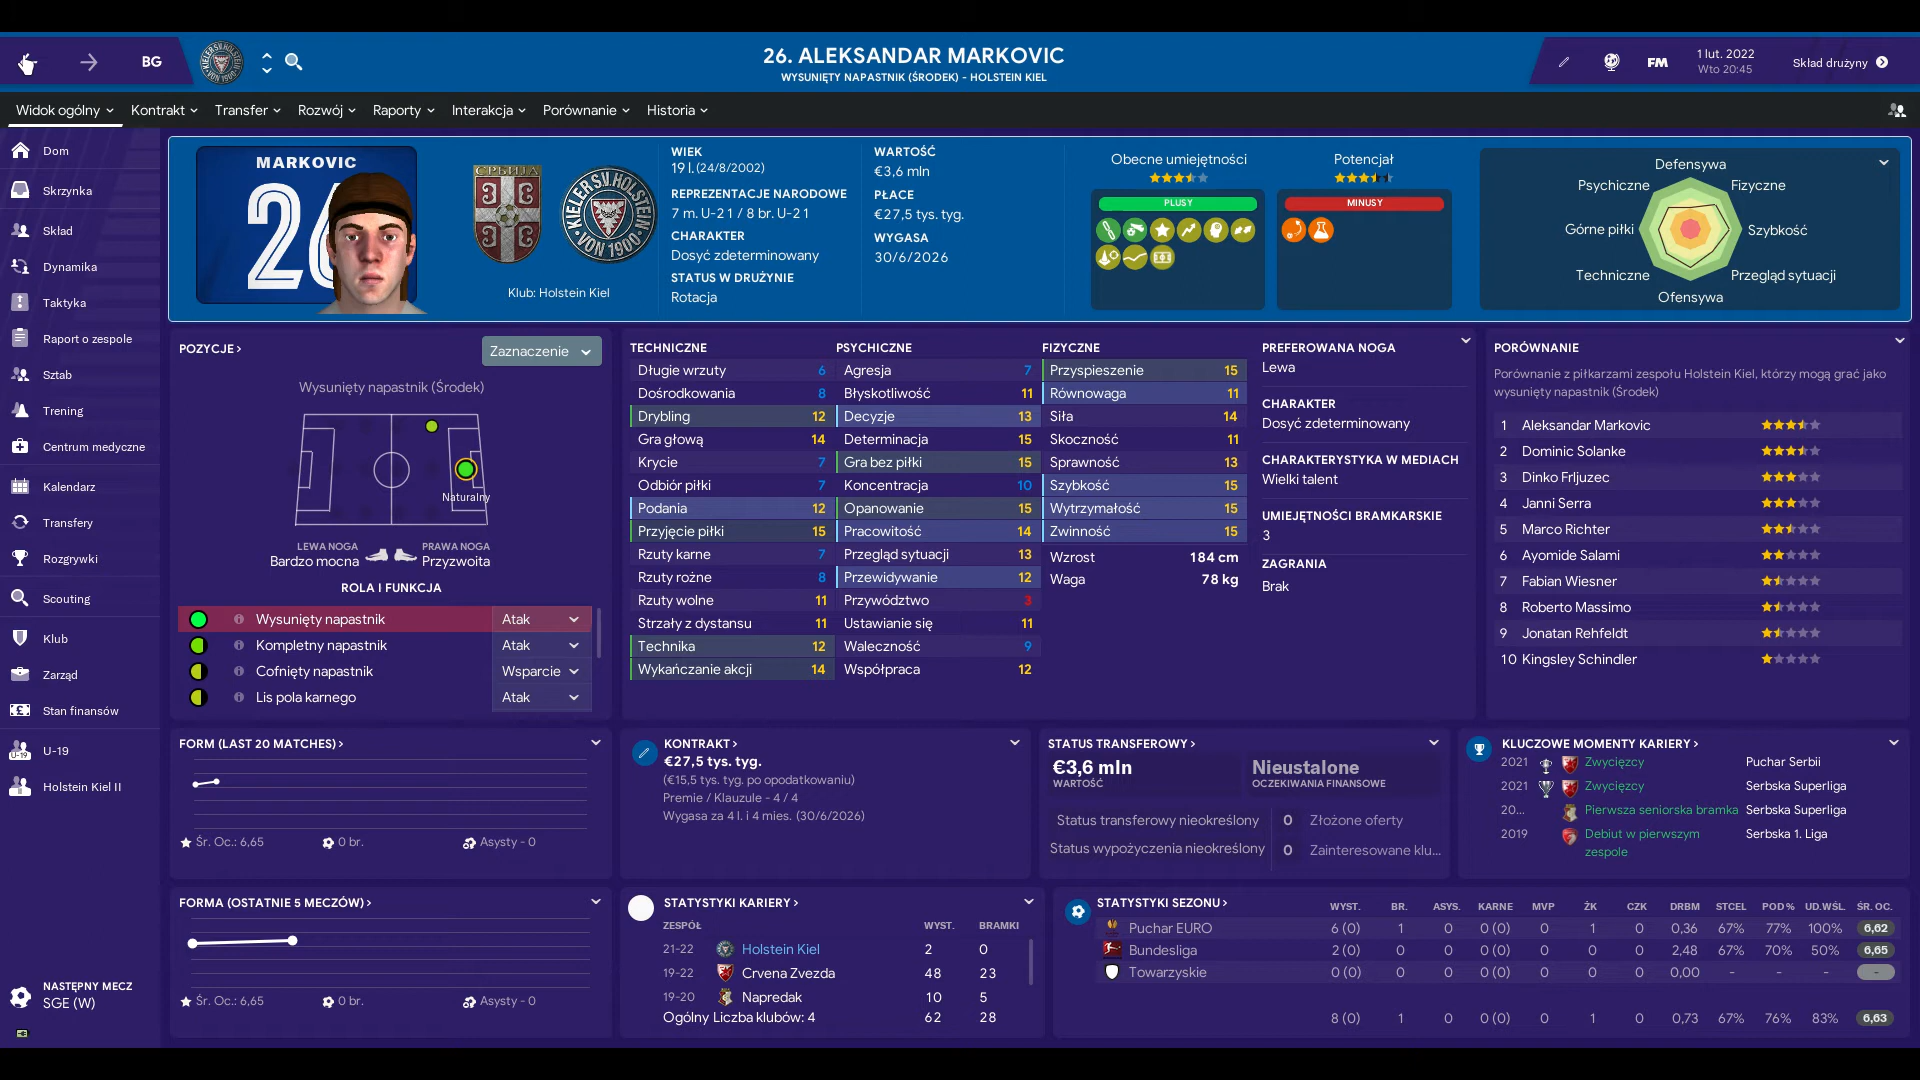 BG
26. ALEKSANDAR MARKOVIC
WYSUNIĘTY NAPASTNIK (ŚRODEK) - HOLSTEIN KIEL
FM
1 lut. 2022
Wto 20:45
Skład drużyny
Widok ogólny Kontrakt Transfer Rozwój Raporty Interakcja Porównanie Historia
Dom
Skrzynka
Skład
Dynamika
Taktyka
Raport o zespole
Sztab
Trening
Centrum medyczne
Kalendarz
Transfery
Rozgrywki
Scouting
Klub
Zarząd
Stan finansów
U-19
Holstein Kiel II
NASTĘPNY MECZ
SGE (W)
MARKOVIC
26
СРБИЈА
KIELER S.V. HOLSTEIN
VON 1900
Klub: Holstein Kiel
WIEK
19 l. (24/8/2002)
REPREZENTACJE NARODOWE
7 m. U-21 / 8 br. U-21
CHARAKTER
Dosyć zdeterminowany
STATUS W DRUŻYNIE
Rotacja
WARTOŚĆ
€3,6 mln
PŁACE
€27,5 tys. tyg.
WYGASA
30/6/2026
Obecne umiejętności
PLUSY
Potencjał
MINUSY
Defensywa
Psychiczne Fizyczne
Górne piłki Szybkość
Techniczne Przegląd sytuacji
Ofensywa
POZYCJE
Zaznaczenie
Wysunięty napastnik (Środek)
Naturalny
LEWA NOGA PRAWA NOGA
Bardzo mocna Przyzwoita
ROLA I FUNKCJA
Wysunięty napastnik Atak
Kompletny napastnik Atak
Cofnięty napastnik Wsparcie
Lis pola karnego Atak
TECHNICZNE
Długie wrzuty 6
Dośrodkowania 8
Drybling 12
Gra głową 14
Krycie 7
Odbiór piłki 7
Podania 12
Przyjęcie piłki 15
Rzuty karne 7
Rzuty rożne 8
Rzuty wolne 11
Strzały z dystansu 11
Technika 12
Wykańczanie akcji 14
PSYCHICZNE
Agresja 7
Błyskotliwość 11
Decyzje 13
Determinacja 15
Gra bez piłki 15
Koncentracja 10
Opanowanie 15
Pracowitość 14
Przegląd sytuacji 13
Przewidywanie 12
Przywództwo 3
Ustawianie się 11
Waleczność 9
Współpraca 12
FIZYCZNE
Przyspieszenie 15
Równowaga 11
Siła 14
Skoczność 11
Sprawność 13
Szybkość 15
Wytrzymałość 15
Zwinność 15
Wzrost 184 cm
Waga 78 kg
PREFEROWANA NOGA
Lewa
CHARAKTER
Dosyć zdeterminowany
CHARAKTERYSTYKA W MEDIACH
Wielki talent
UMIEJĘTNOŚCI BRAMKARSKIE
3
ZAGRANIA
Brak
PORÓWNANIE
Porównanie z piłkarzami zespołu Holstein Kiel, którzy mogą grać jako
wysunięty napastnik (Środek)
1 Aleksandar Markovic
2 Dominic Solanke
3 Dinko Frljuzec
4 Janni Serra
5 Marco Richter
6 Ayomide Salami
7 Fabian Wiesner
8 Roberto Massimo
9 Jonatan Rehfeldt
10 Kingsley Schindler
FORM (LAST 20 MATCHES)
Śr. Oc.: 6,65 0 br. Asysty - 0
KONTRAKT
€27,5 tys. tyg.
(€15,5 tys. tyg. po opodatkowaniu)
Premie / Klauzule - 4 / 4
Wygasa za 4 l. i 4 mies. (30/6/2026)
STATUS TRANSFEROWY
€3,6 mln Nieustalone
WARTOŚĆ OCZEKIWANIA FINANSOWE
Status transferowy nieokreślony 0 Złożone oferty
Status wypożyczenia nieokreślony 0 Zainteresowane klu...
KLUCZOWE MOMENTY KARIERY
2021 Zwycięzcy Puchar Serbii
2021 Zwycięzcy Serbska Superliga
20... Pierwsza seniorska bramka Serbska Superliga
2019 Debiut w pierwszym Serbska 1. Liga
zespole
FORMA (OSTATNIE 5 MECZÓW)
Śr. Oc.: 6,65 0 br. Asysty - 0
STATYSTYKI KARIERY
ZESPÓŁ WYST. BRAMKI
21-22 Holstein Kiel 2 0
19-22 Crvena Zvezda 48 23
19-20 Napredak 10 5
Ogólny Liczba klubów: 4 62 28
STATYSTYKI SEZONU WYST. BR. ASYS. KARNE MVP ŻK CZK DRBM STCEL POD % UD.WŚL. ŚR. OC.
Puchar EURO 6 (0) 1 0 0 (0) 0 1 0 0,36 67% 77% 100% 6,62
Bundesliga 2 (0) 0 0 0 (0) 0 0 0 2,48 67% 70% 50% 6,65
Towarzyskie 0 (0) 0 0 0 (0) 0 0 0 0,00 - - - -
8 (0) 1 0 0 (0) 0 1 0 0,73 67% 76% 83% 6,63